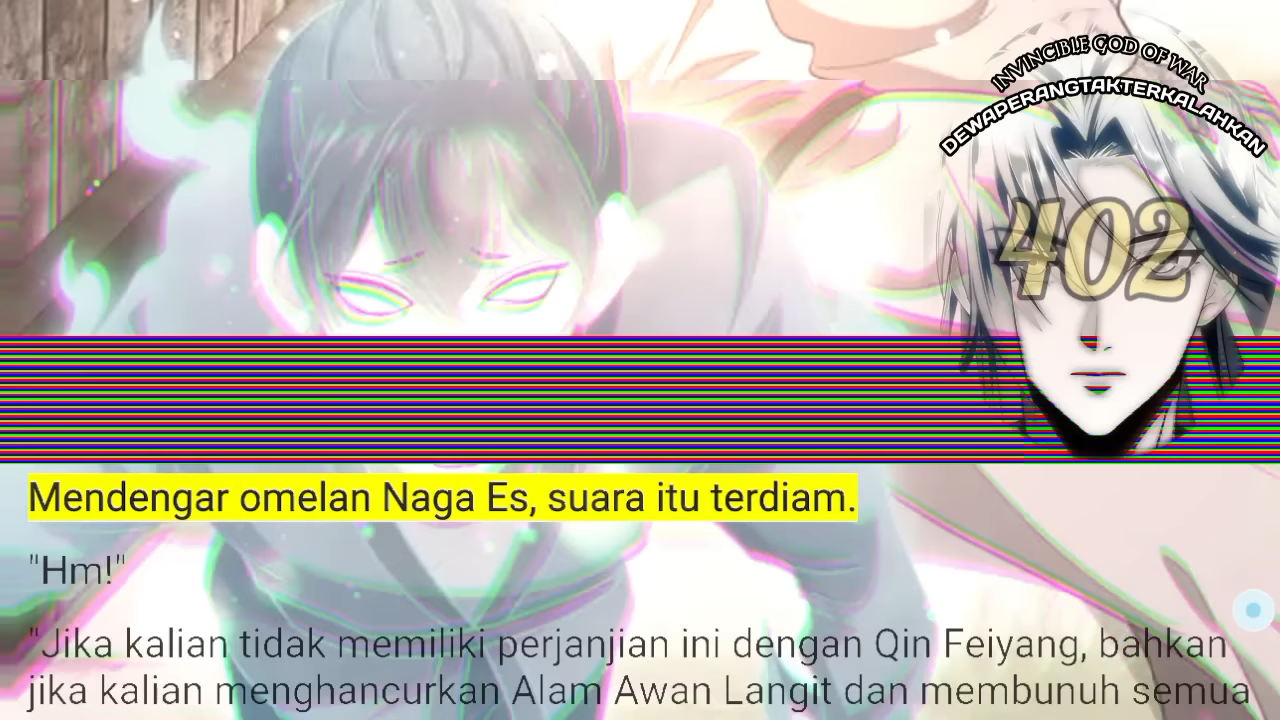 INVINCIBLE GOD OF WAR
DEWAPERANGTAKTERKALAHKAN
402
Mendengar omelan Naga Es, suara itu terdiam.
"Hm!"
"Jika kalian tidak memiliki perjanjian ini dengan Qin Feiyang, bahkan
jika kalian menghancurkan Alam Awan Langit dan membunuh semua